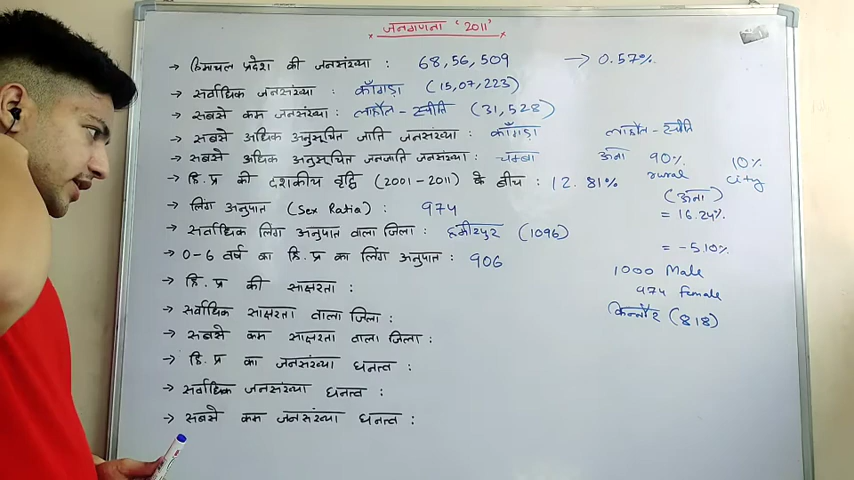 जनगणना '2011'
→ हिमाचल प्रदेश की जनसंख्या : 68,56,509 → 0.57%
→ सर्वाधिक जनसंख्या : काँगड़ा (15,07,223)
→ सबसे कम जनसंख्या : लाहौल-स्पीति (31,528)
→ सबसे अधिक अनुसूचित जाति जनसंख्या : काँगड़ा लाहौल-स्पीति
→ सबसे अधिक अनुसूचित जनजाति जनसंख्या : चम्बा ऊना 90% 10%
rural city
→ हि.प्र की दशकीय वृद्धि (2001-2011) के बीच : 12.81% (ऊना)
→ लिंग अनुपात (Sex Ratio) : 974 = 16.24%
→ सर्वाधिक लिंग अनुपात वाला जिला : हमीरपुर (1096)
= -5.10%
→ 0-6 वर्ष का हि.प्र का लिंग अनुपात : 906
1000 Male
→ हि.प्र की साक्षरता : 974 female
→ सर्वाधिक साक्षरता वाला जिला : किन्नौर (818)
→ सबसे कम साक्षरता वाला जिला :
→ हि.प्र का जनसंख्या घनत्व :
→ सर्वाधिक जनसंख्या घनत्व :
→ सबसे कम जनसंख्या घनत्व :